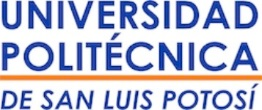 UNIVERSIDAD
POLITÉCNICA
DE SAN LUIS POTOSÍ